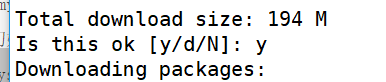 Total download size: 194 M
Is this ok [y/d/N]: y
Downloading packages: